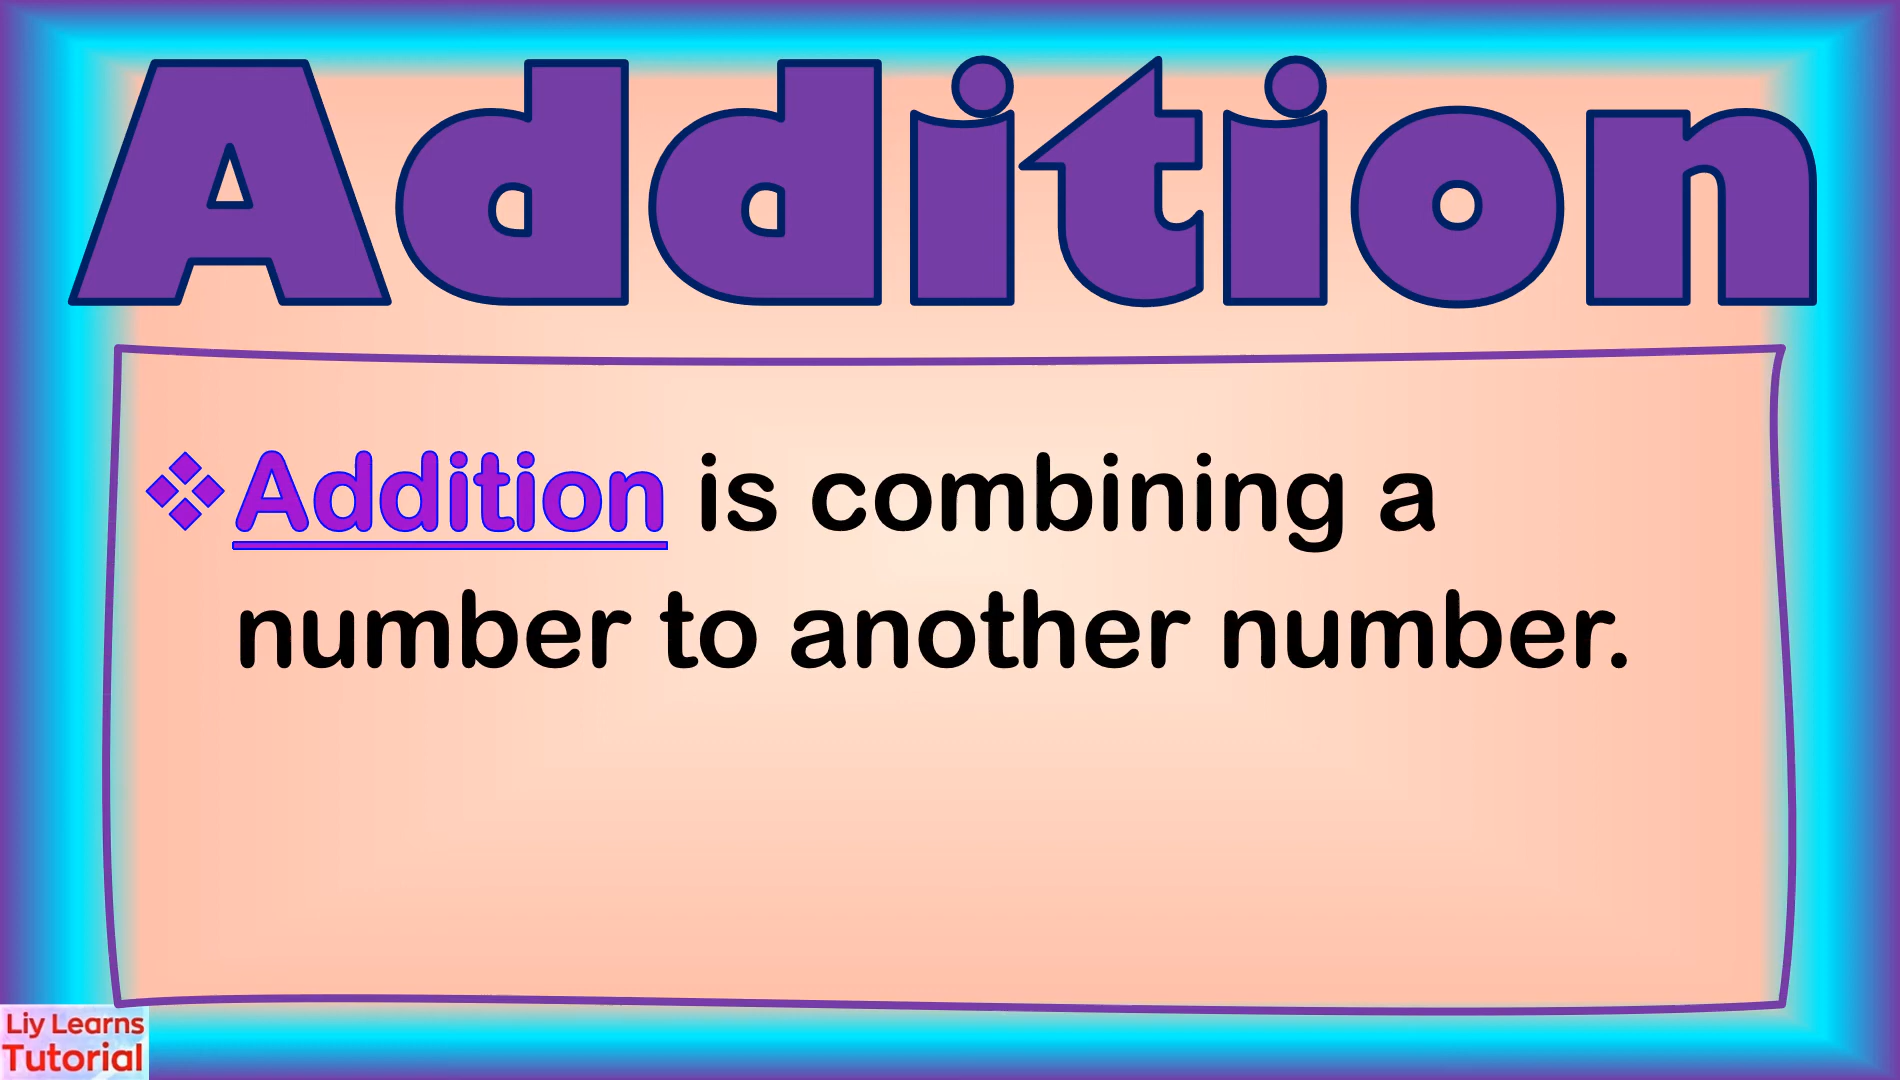 Addition
❖Addition is combining a
number to another number.
Liy Learns
Tutorial